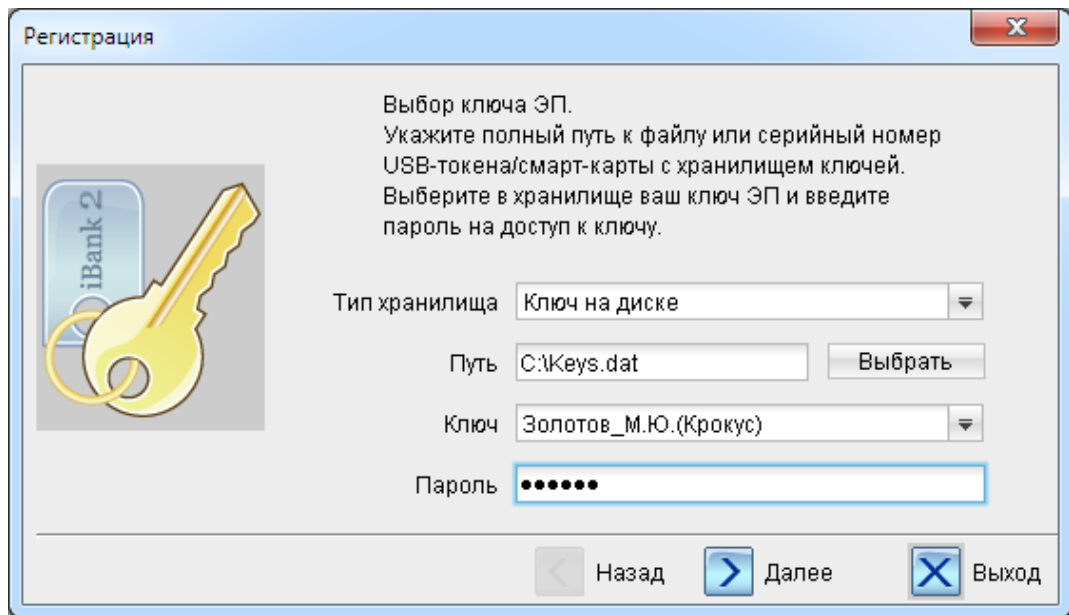 Регистрация
Выбор ключа ЭП.
Укажите полный путь к файлу или серийный номер
USB-токена/смарт-карты с хранилищем ключей.
Выберите в хранилище ваш ключ ЭП и введите
пароль на доступ к ключу.
iBank 2
Тип хранилища Ключ на диске
Путь C:\Keys.dat Выбрать
Ключ Золотов_М.Ю.(Крокус)
Пароль ••••••
Назад Далее Выход